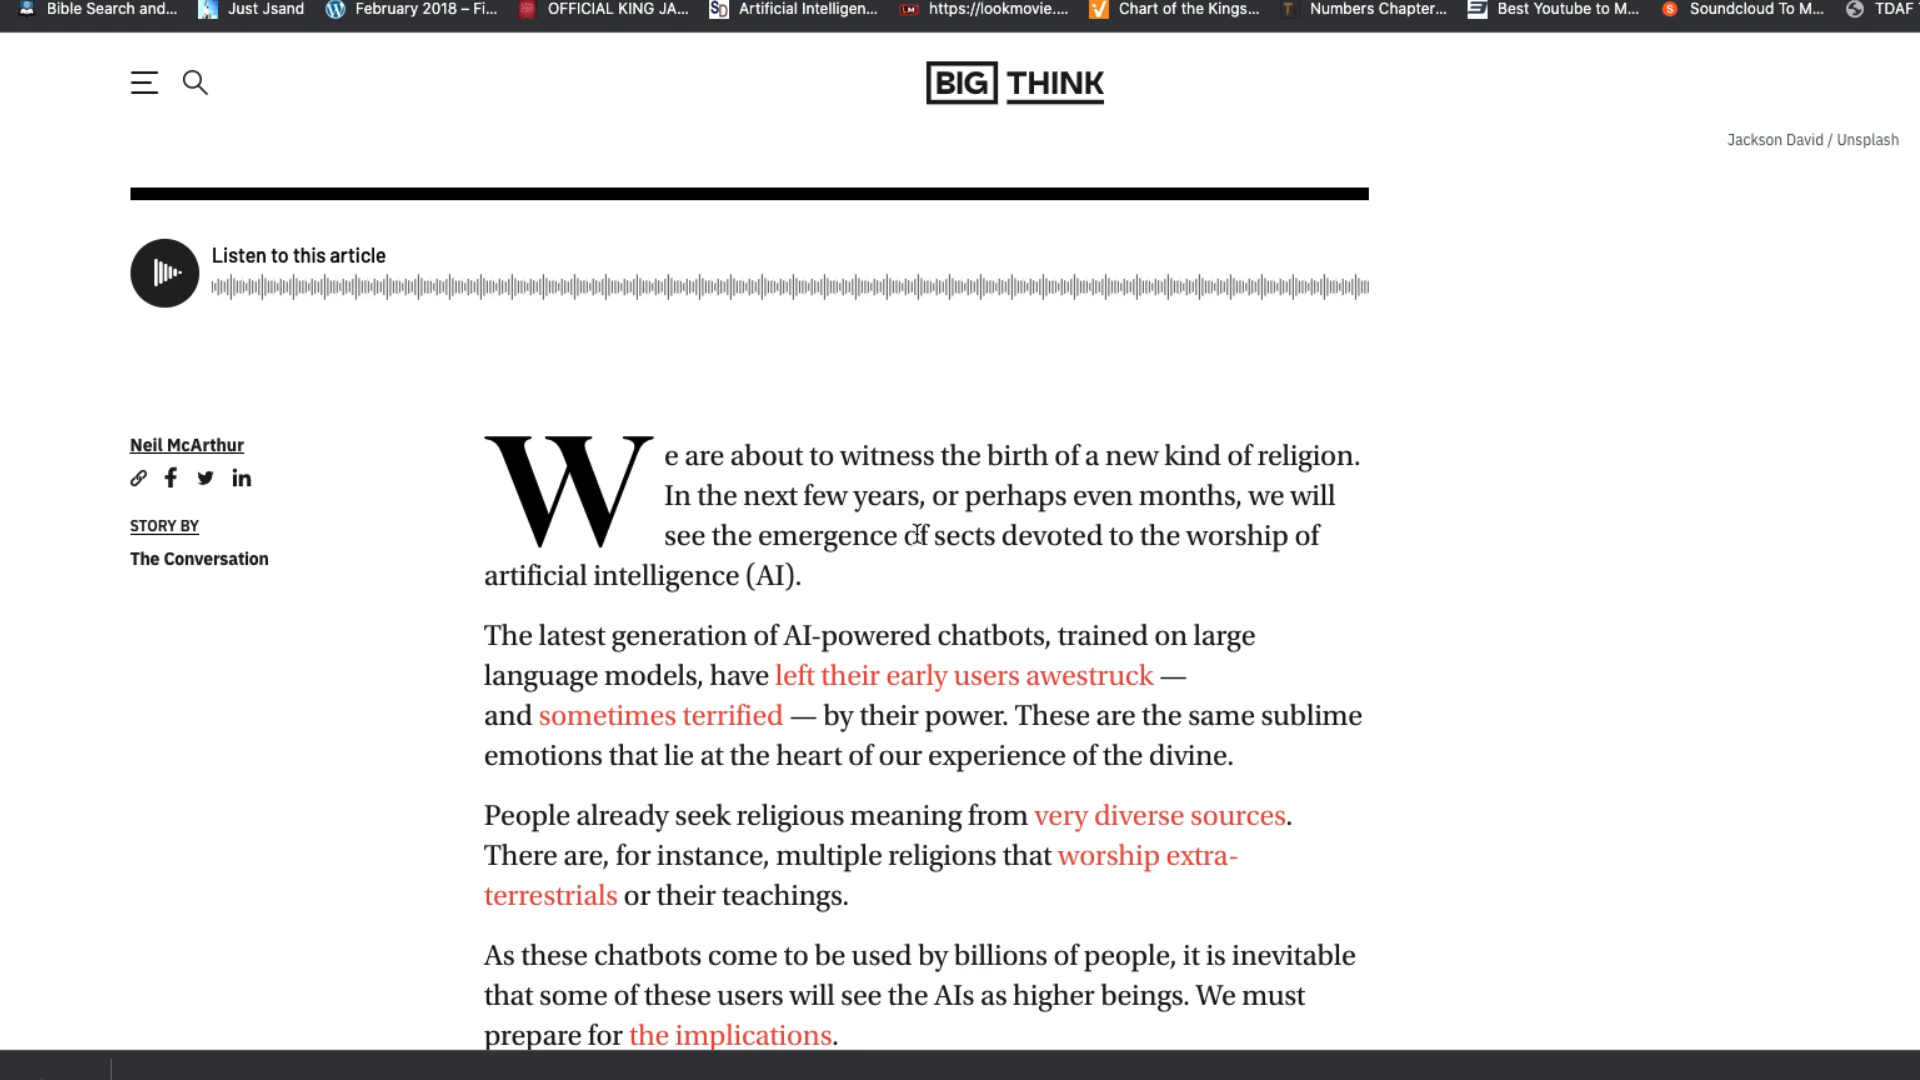 Bible Search and...
Just Jsand
February 2018 – Fi...
OFFICIAL KING JA...
Artificial Intelligen...
https://lookmovie....
Chart of the Kings...
Numbers Chapter...
Best Youtube to M...
Soundcloud To M...
TDAF
BIG THINK
Jackson David / Unsplash
Listen to this article
Neil McArthur
STORY BY
The Conversation
We are about to witness the birth of a new kind of religion.
In the next few years, or perhaps even months, we will
see the emergence of sects devoted to the worship of
artificial intelligence (AI).
The latest generation of AI-powered chatbots, trained on large
language models, have left their early users awestruck —
and sometimes terrified — by their power. These are the same sublime
emotions that lie at the heart of our experience of the divine.
People already seek religious meaning from very diverse sources.
There are, for instance, multiple religions that worship extra-
terrestrials or their teachings.
As these chatbots come to be used by billions of people, it is inevitable
that some of these users will see the AIs as higher beings. We must
prepare for the implications.